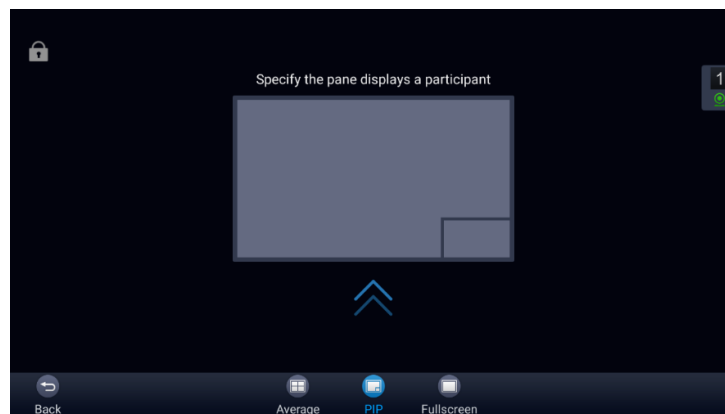 Specify the pane displays a participant
1
Back
Average
PIP
Fullscreen